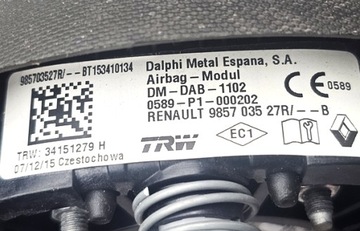 985703527R/--BT153410134
Dalphi Metal Espana, S.A.
Airbag-Modul
DM-DAB-1102
0589-P1-000202
RENAULT 9857 035 27R/--B
CE 0589
TRW: 34151279 H
07/12/15 Czestochowa
TRW
EC1